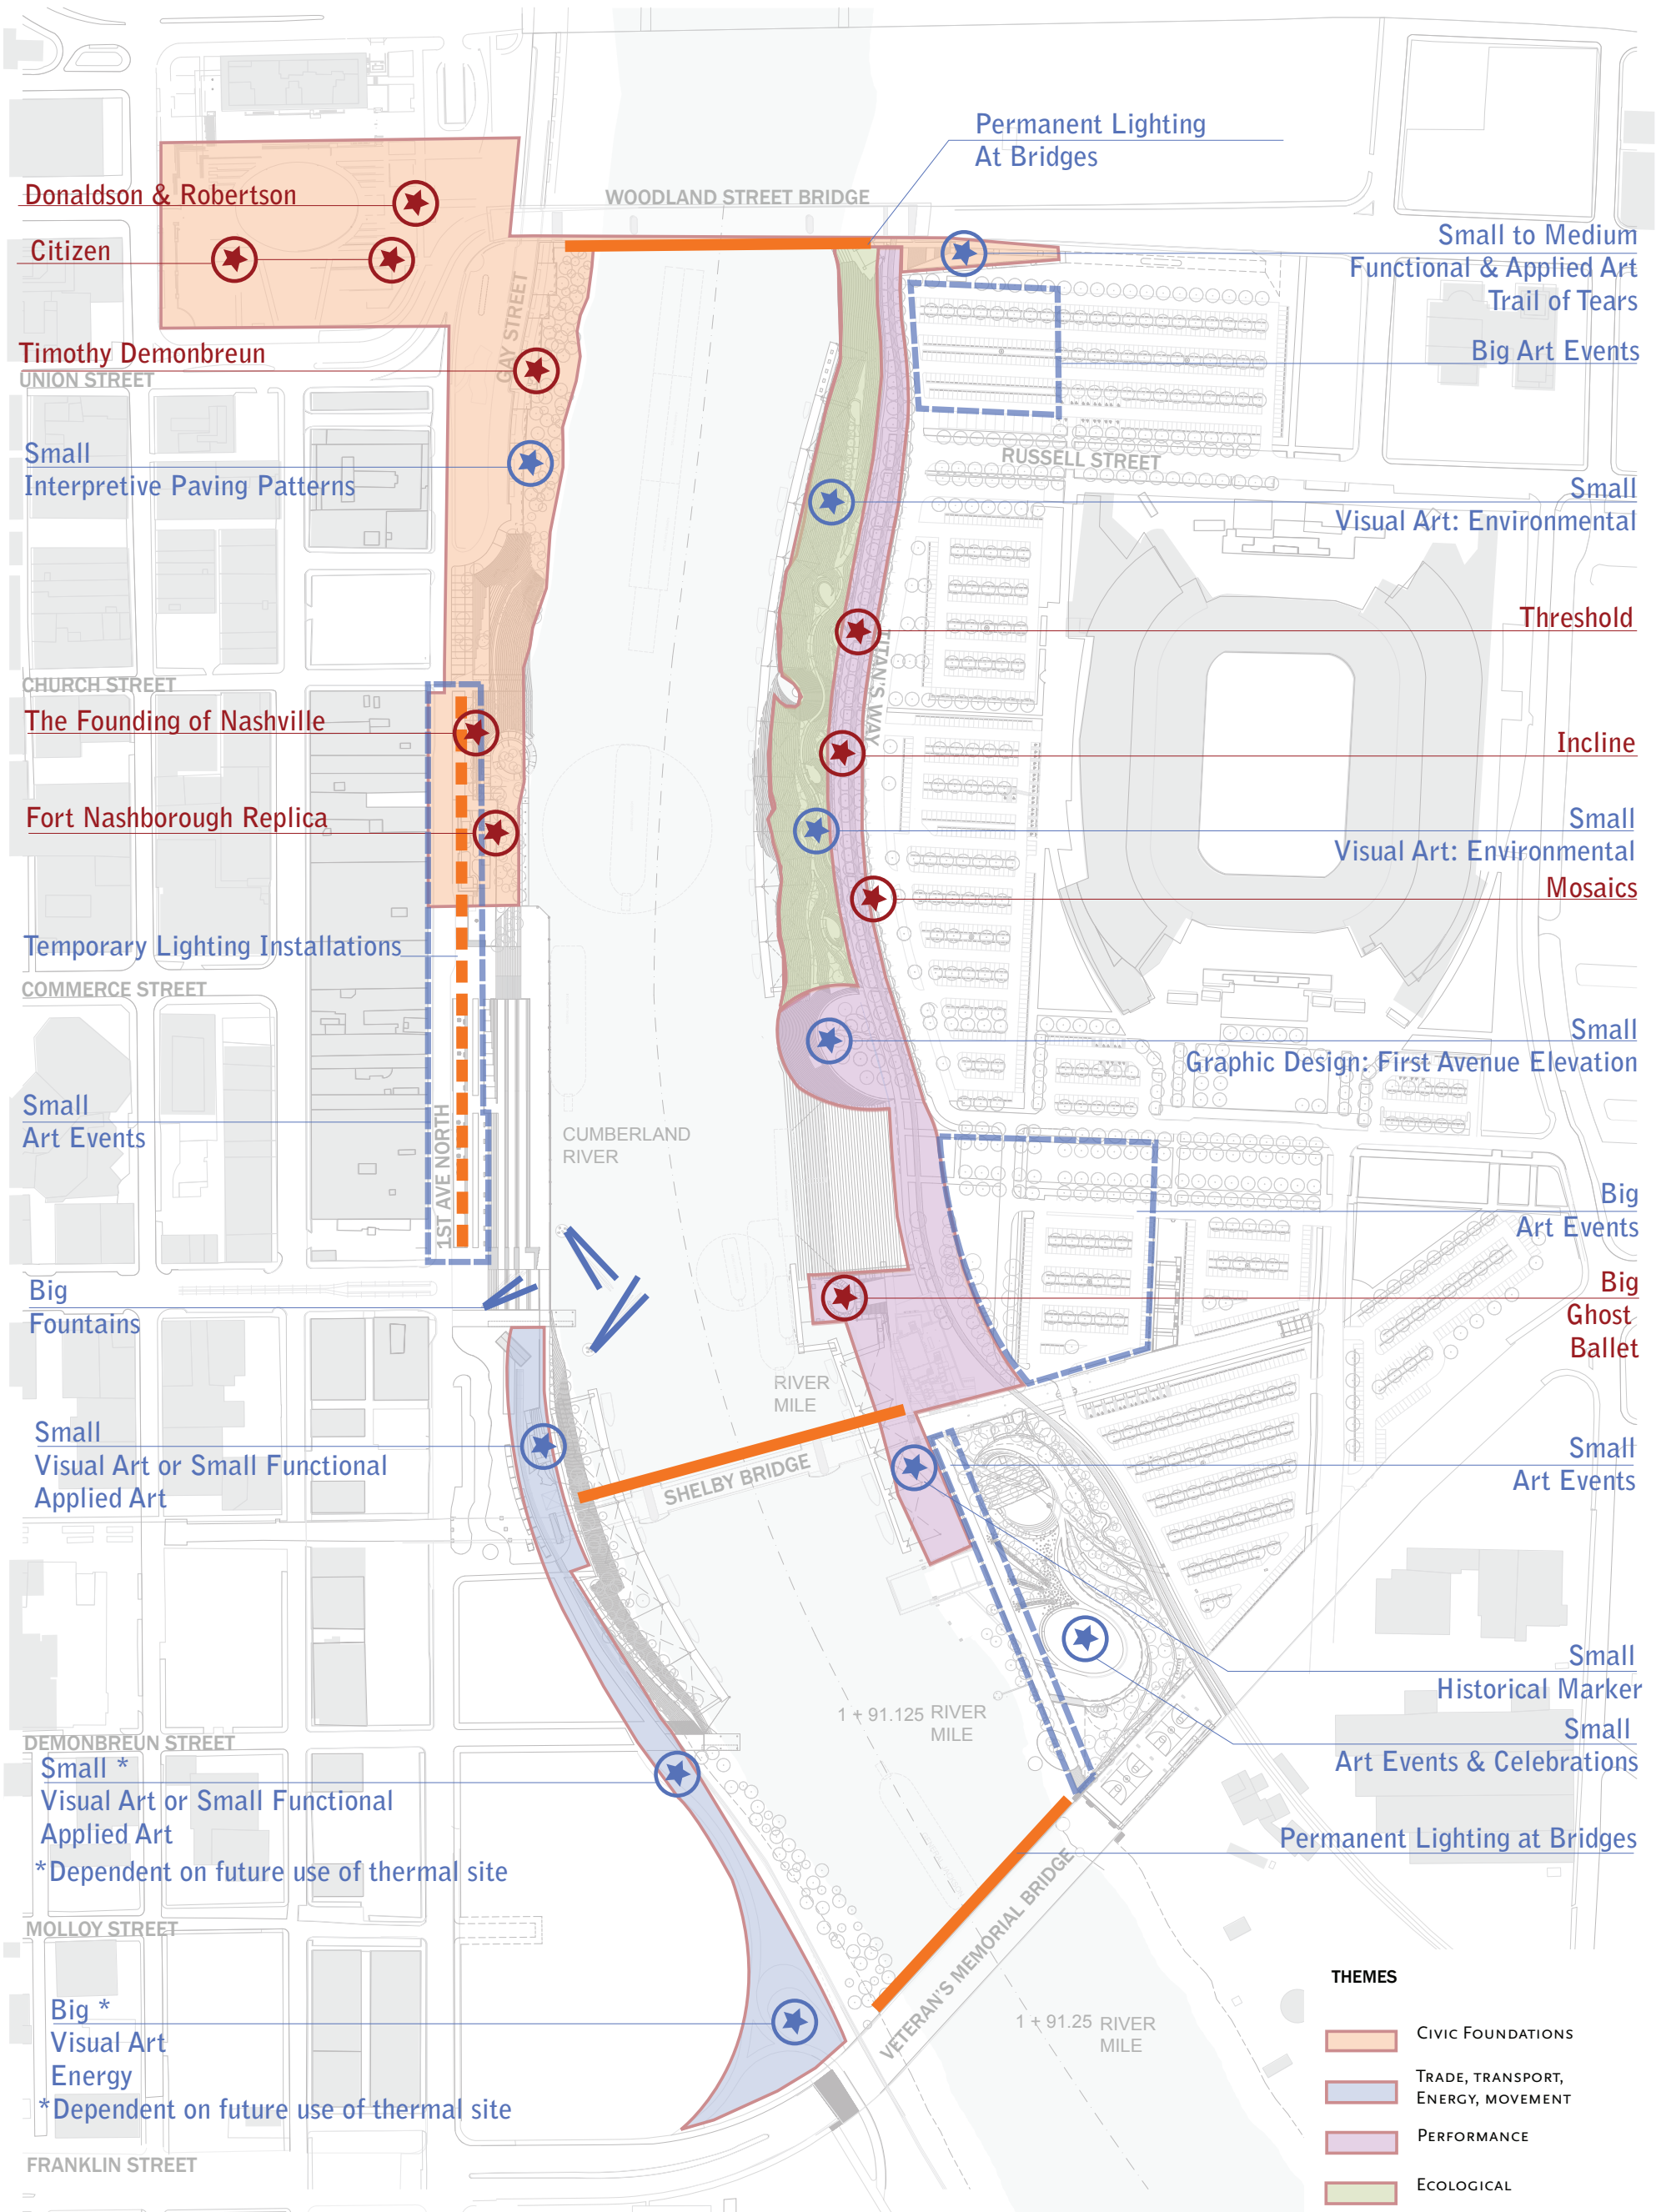 Permanent Lighting
At Bridges
Donaldson & Robertson
WOODLAND STREET BRIDGE
Citizen
Small to Medium
Functional & Applied Art
Trail of Tears
GAY STREET
Timothy Demonbreun
UNION STREET
Big Art Events
Small
Interpretive Paving Patterns
RUSSELL STREET
Small
Visual Art: Environmental
Threshold
TITAN'S WAY
CHURCH STREET
The Founding of Nashville
Incline
Fort Nashborough Replica
Small
Visual Art: Environmental
Mosaics
Temporary Lighting Installations
COMMERCE STREET
Small
Graphic Design: First Avenue Elevation
Small
Art Events
1ST AVE NORTH
CUMBERLAND
RIVER
Big
Art Events
Big
Fountains
Big
Ghost
Ballet
RIVER
MILE
Small
Visual Art or Small Functional
Applied Art
SHELBY BRIDGE
Small
Art Events
Small
Historical Marker
1 + 91.125 RIVER
MILE
DEMONBREUN STREET
Small *
Visual Art or Small Functional
Applied Art
*Dependent on future use of thermal site
Small
Art Events & Celebrations
Permanent Lighting at Bridges
MOLLOY STREET
VETERAN'S MEMORIAL BRIDGE
Big *
Visual Art
Energy
*Dependent on future use of thermal site
1 + 91.25 RIVER
MILE
FRANKLIN STREET
THEMES
CIVIC FOUNDATIONS
TRADE, TRANSPORT,
ENERGY, MOVEMENT
PERFORMANCE
ECOLOGICAL